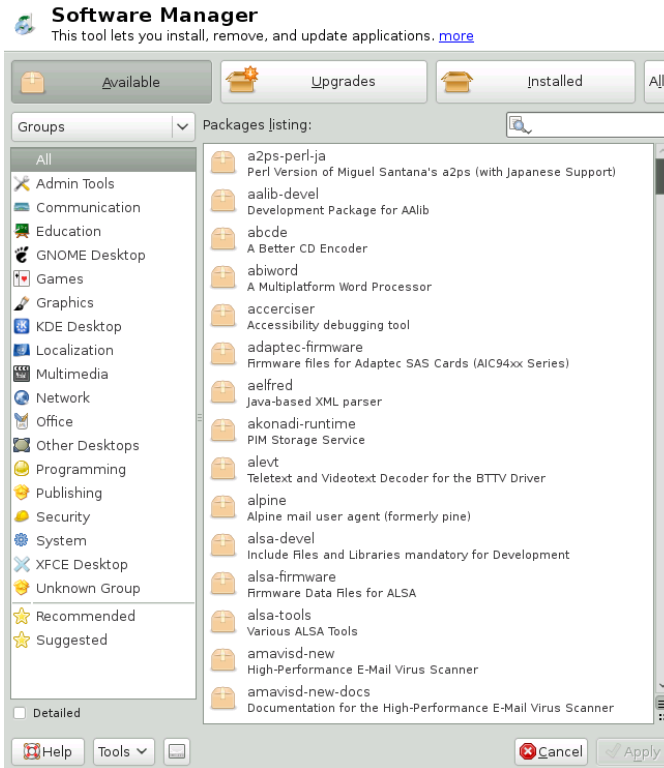 Software Manager
This tool lets you install, remove, and update applications. more
Available
Upgrades
Installed
Groups
Packages listing:
All
Admin Tools
Communication
Education
GNOME Desktop
Games
Graphics
KDE Desktop
Localization
Multimedia
Network
Office
Other Desktops
Programming
Publishing
Security
System
XFCE Desktop
Unknown Group
Recommended
Suggested
Detailed
a2ps-perl-ja
Perl Version of Miguel Santana's a2ps (with Japanese Support)
aalib-devel
Development Package for AAlib
abcde
A Better CD Encoder
abiword
A Multiplatform Word Processor
accerciser
Accessibility debugging tool
adaptec-firmware
Firmware files for Adaptec SAS Cards (AIC94xx Series)
aelfred
Java-based XML parser
akonadi-runtime
PIM Storage Service
alevt
Teletext and Videotext Decoder for the BTTV Driver
alpine
Alpine mail user agent (formerly pine)
alsa-devel
Include Files and Libraries mandatory for Development
alsa-firmware
Firmware Data Files for ALSA
alsa-tools
Various ALSA Tools
amavisd-new
High-Performance E-Mail Virus Scanner
amavisd-new-docs
Documentation for the High-Performance E-Mail Virus Scanner
Help
Tools
Cancel
Apply